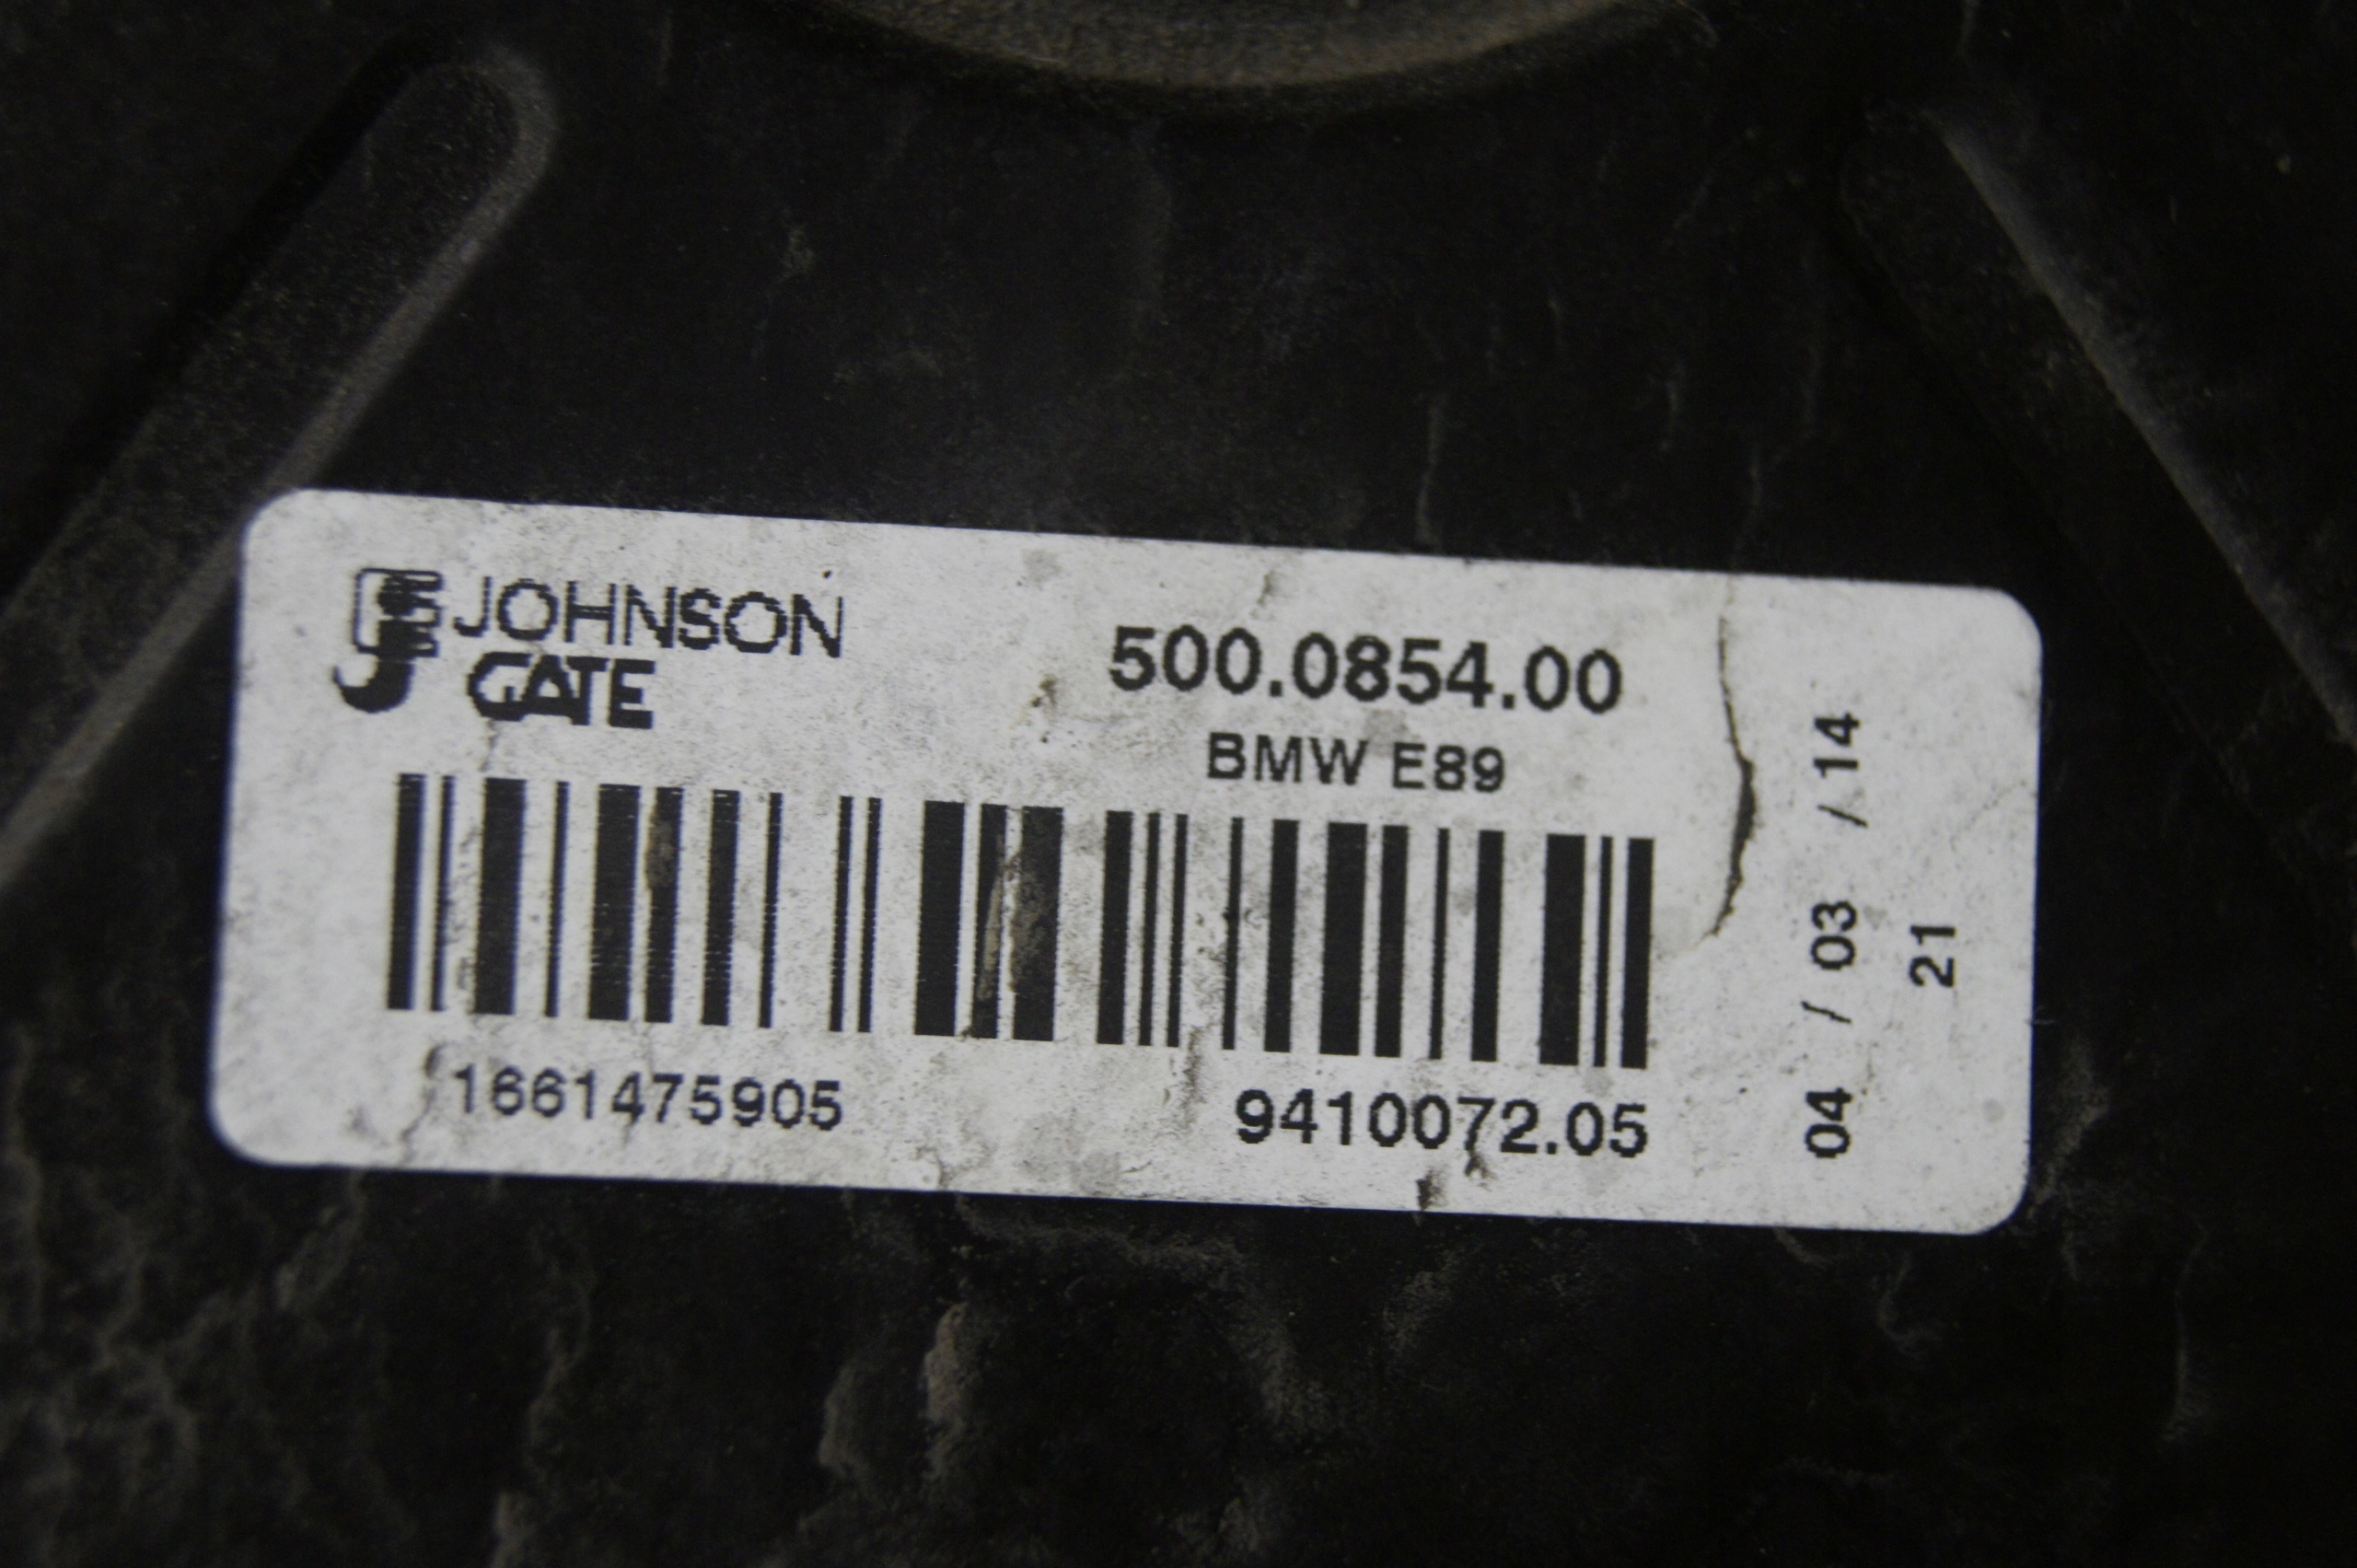 JOHNSON
GATE
500.0854.00
BMW E89
1661475905
9410072.05
04 / 03 / 14
21